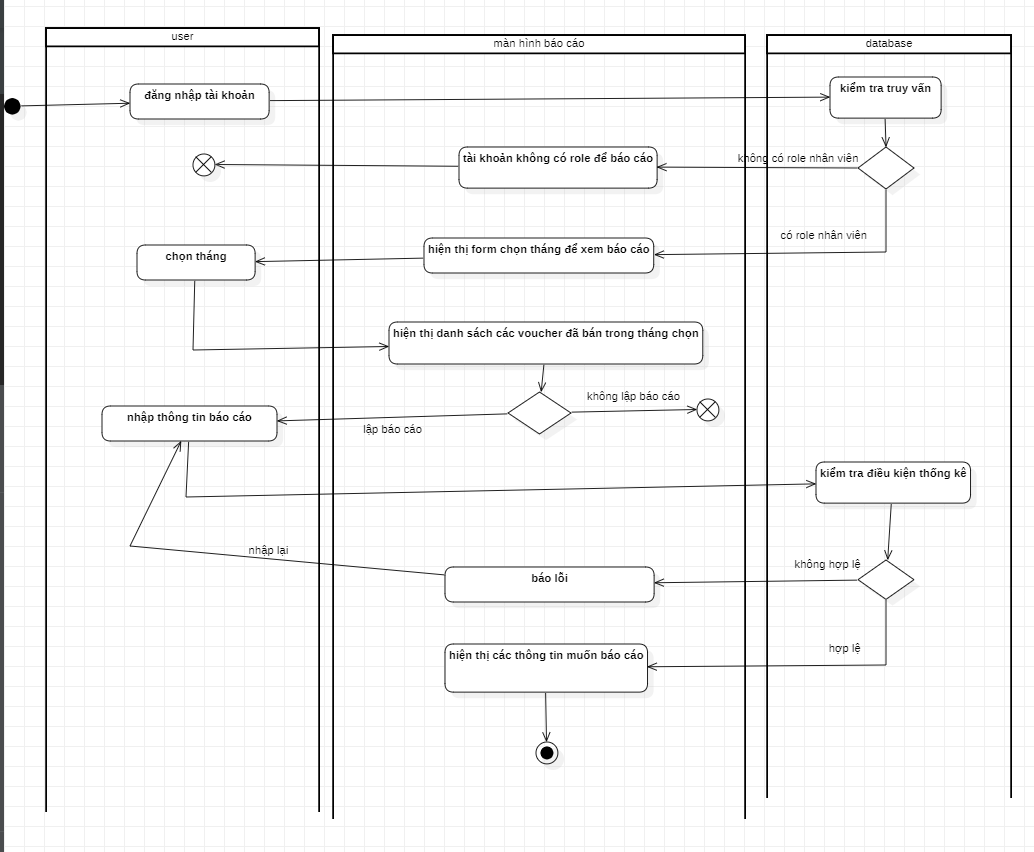 user
màn hình báo cáo
database
đăng nhập tài khoản
kiểm tra truy vấn
tài khoản không có role để báo cáo
không có role nhân viên
có role nhân viên
chọn tháng
hiện thị form chọn tháng để xem báo cáo
hiện thị danh sách các voucher đã bán trong tháng chọn
không lập báo cáo
nhập thông tin báo cáo
lập báo cáo
kiểm tra điều kiện thống kê
nhập lại
không hợp lệ
báo lỗi
hợp lệ
hiện thị các thông tin muốn báo cáo